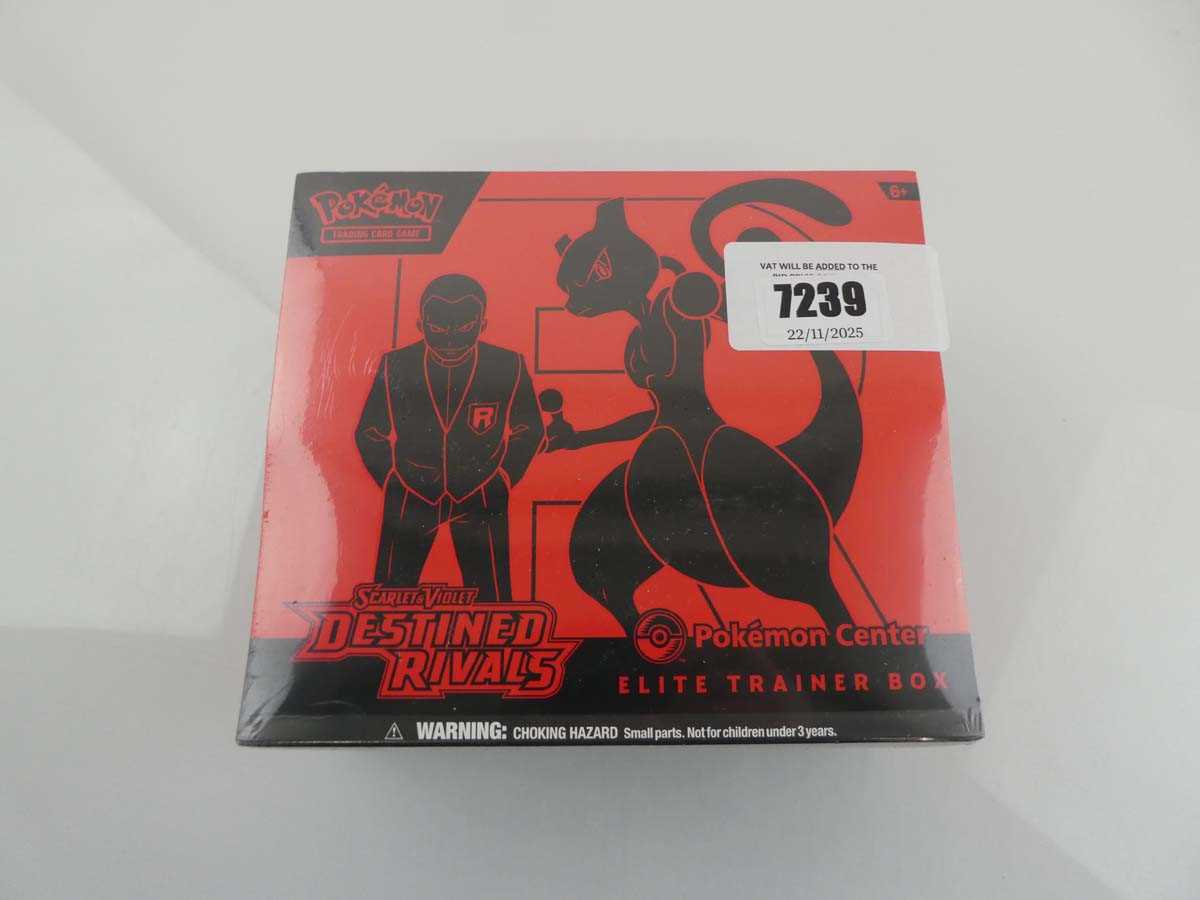 POKéMON
TRADING CARD GAME
6+
VAT WILL BE ADDED TO THE
7239
22/11/2025
R
SCARLET & VIOLET
DESTINED
RIVALS
Pokémon Center
TM
ELITE TRAINER BOX
WARNING: CHOKING HAZARD Small parts. Not for children under 3 years.